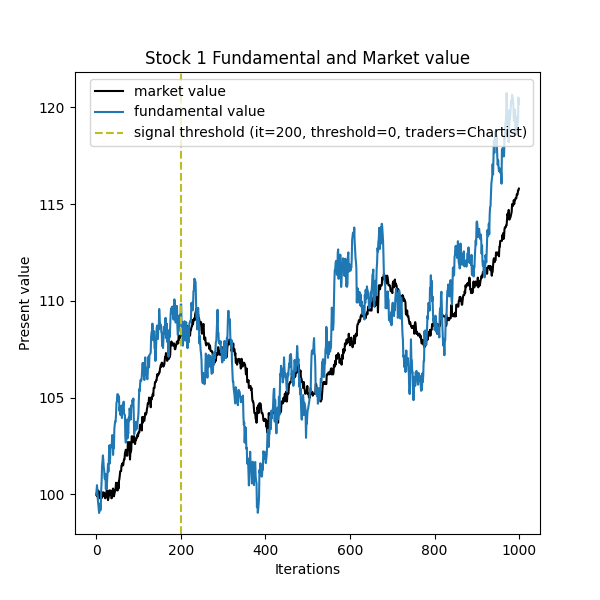 Stock 1 Fundamental and Market value
market value
fundamental value
signal threshold (it=200, threshold=0, traders=Chartist)
120
115
110
105
100
Present value
0 200 400 600 800 1000
Iterations